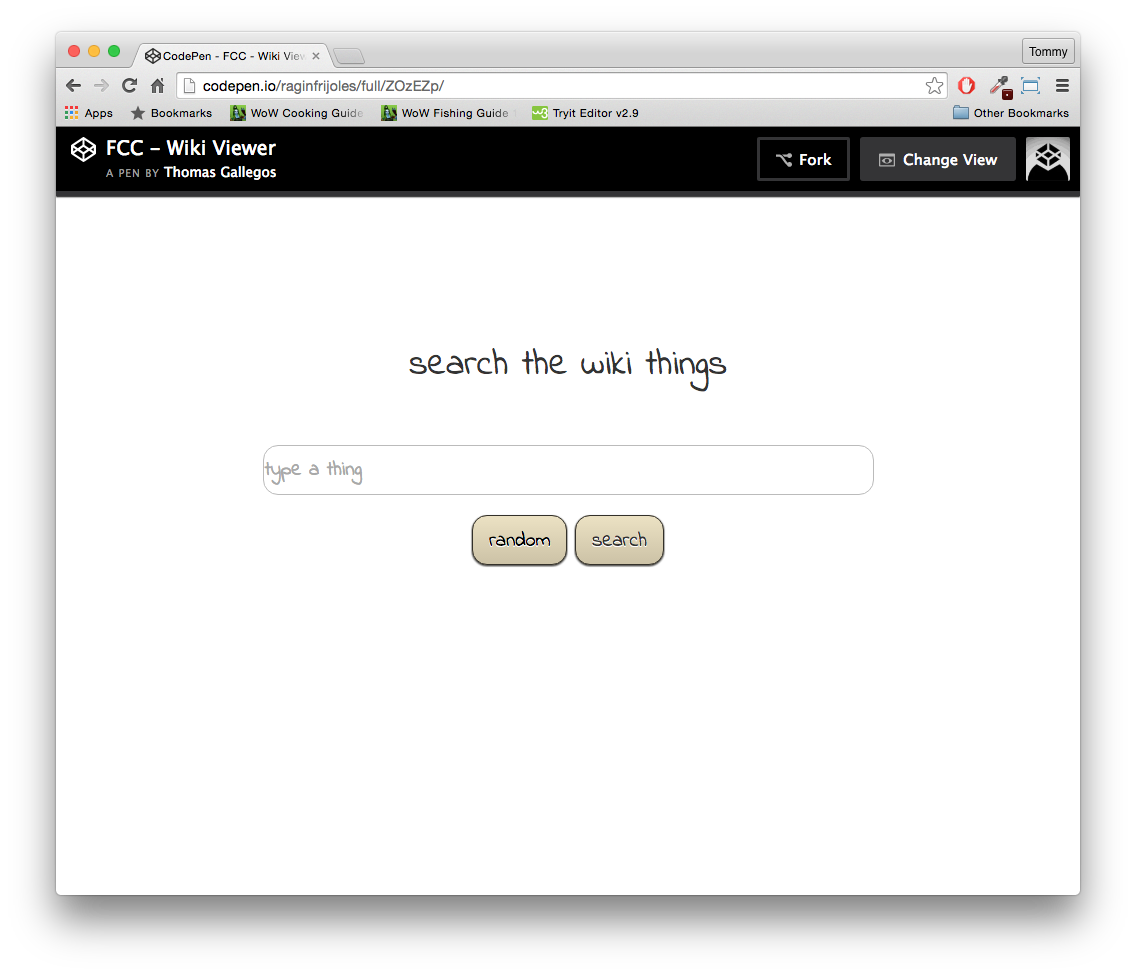 CodePen - FCC - Wiki View
Tommy
codepen.io/raginfrijoles/full/ZOzEZp/
Apps Bookmarks WoW Cooking Guide WoW Fishing Guide Tryit Editor v2.9 Other Bookmarks
FCC – Wiki Viewer
A PEN BY Thomas Gallegos
Fork Change View
search the wiki things
type a thing
random search